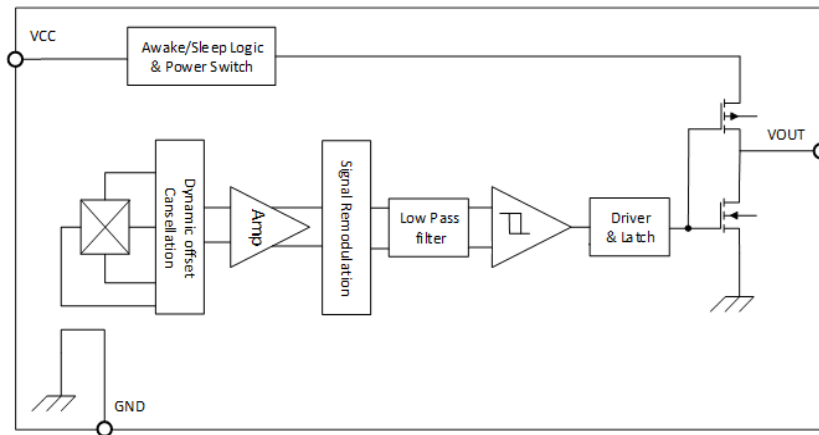 VCC
Awake/Sleep Logic
& Power Switch
VOUT
Dynamic offset
Cansellation
Amp
Signal Remodulation
Low Pass
filter
Driver
& Latch
GND